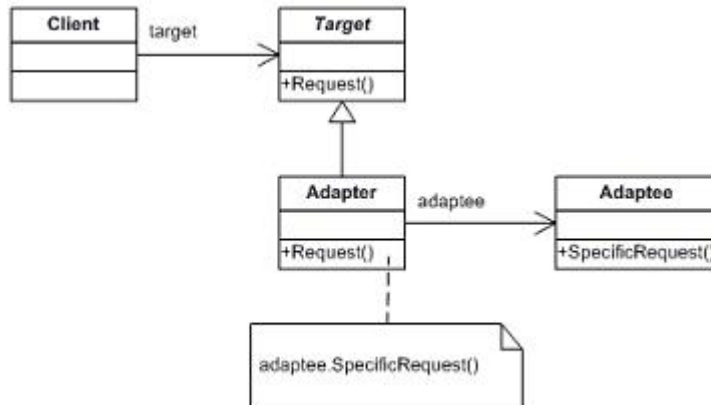 Client
target
Target
+Request()
Adapter
adaptee
Adaptee
+Request()
+SpecificRequest()
adaptee.SpecificRequest()